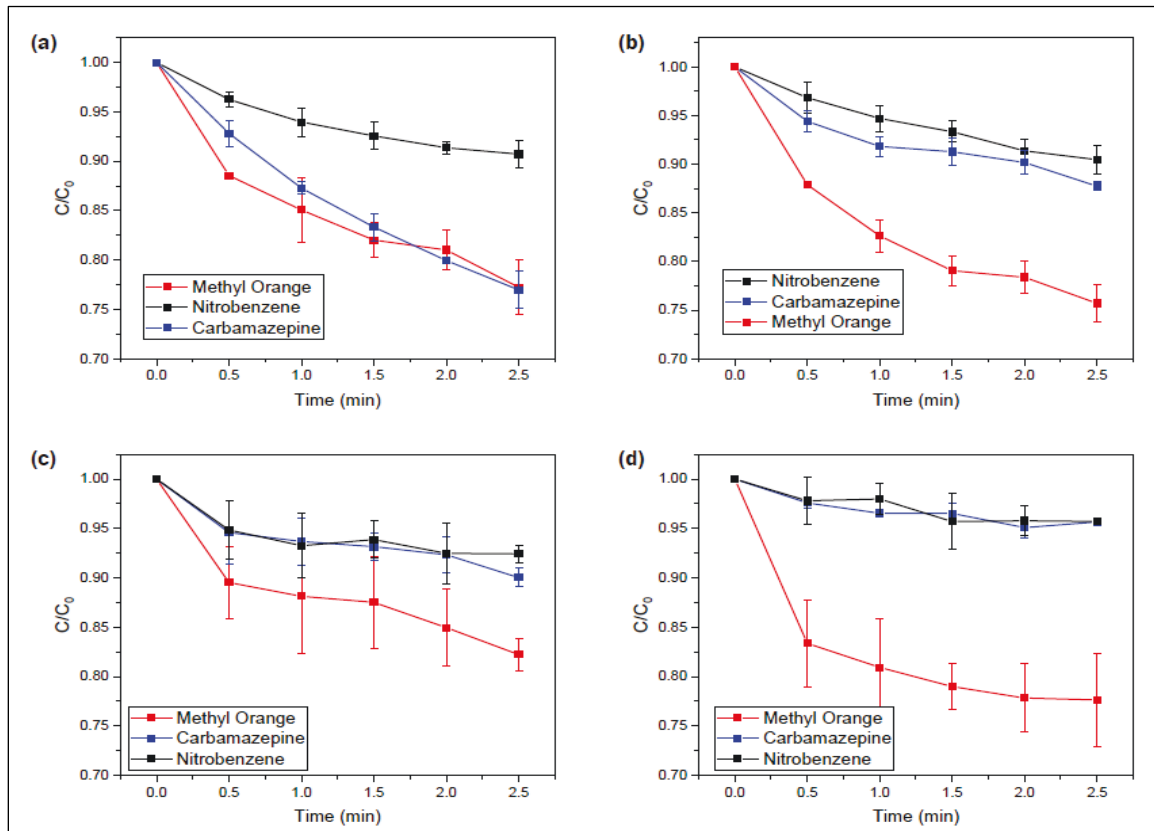 (a)
1.00
0.95
0.90
0.85
0.80
0.75
0.70
C/C₀
Methyl Orange
Nitrobenzene
Carbamazepine
0.0 0.5 1.0 1.5 2.0 2.5
Time (min)
(b)
1.00
0.95
0.90
0.85
0.80
0.75
0.70
C/C₀
Nitrobenzene
Carbamazepine
Methyl Orange
0.0 0.5 1.0 1.5 2.0 2.5
Time (min)
(c)
1.00
0.95
0.90
0.85
0.80
0.75
0.70
C/C₀
Methyl Orange
Carbamazepine
Nitrobenzene
0.0 0.5 1.0 1.5 2.0 2.5
Time (min)
(d)
1.00
0.95
0.90
0.85
0.80
0.75
0.70
C/C₀
Methyl Orange
Carbamazepine
Nitrobenzene
0.0 0.5 1.0 1.5 2.0 2.5
Time (min)